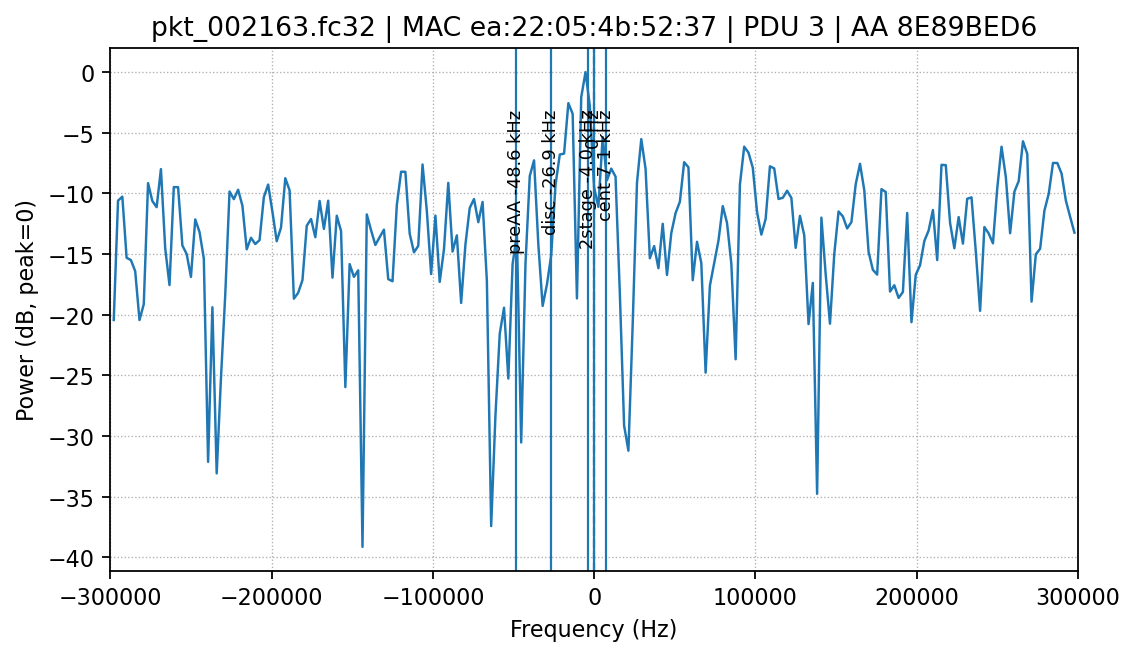 pkt_002163.fc32 | MAC ea:22:05:4b:52:37 | PDU 3 | AA 8E89BED6
Power (dB, peak=0)
0
−5
−10
−15
−20
−25
−30
−35
−40
preAA -48.6 kHz
disc -26.9 kHz
2stage -4.0 kHz
cent 7.1 kHz
−300000
−200000
−100000
0
100000
200000
300000
Frequency (Hz)